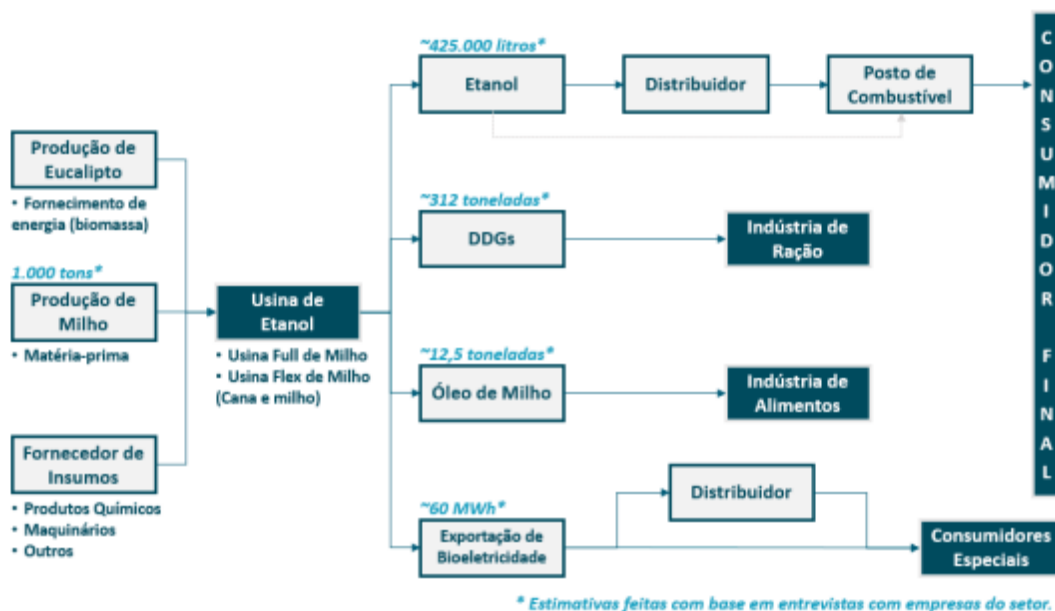 ~425.000 litros*
Etanol
Distribuidor
Posto de
Combustível
CONSUMIDOR FINAL
Produção de
Eucalipto
• Fornecimento de
energia (biomassa)
~312 toneladas*
DDGs
Indústria de
Ração
1.000 tons*
Produção de
Milho
• Matéria-prima
Usina de
Etanol
• Usina Full de Milho
• Usina Flex de Milho
(Cana e milho)
~12,5 toneladas*
Óleo de Milho
Indústria de
Alimentos
Fornecedor de
Insumos
• Produtos Químicos
• Maquinários
• Outros
~60 MWh*
Exportação de
Bioeletricidade
Distribuidor
Consumidores
Especiais
* Estimativas feitas com base em entrevistas com empresas do setor.